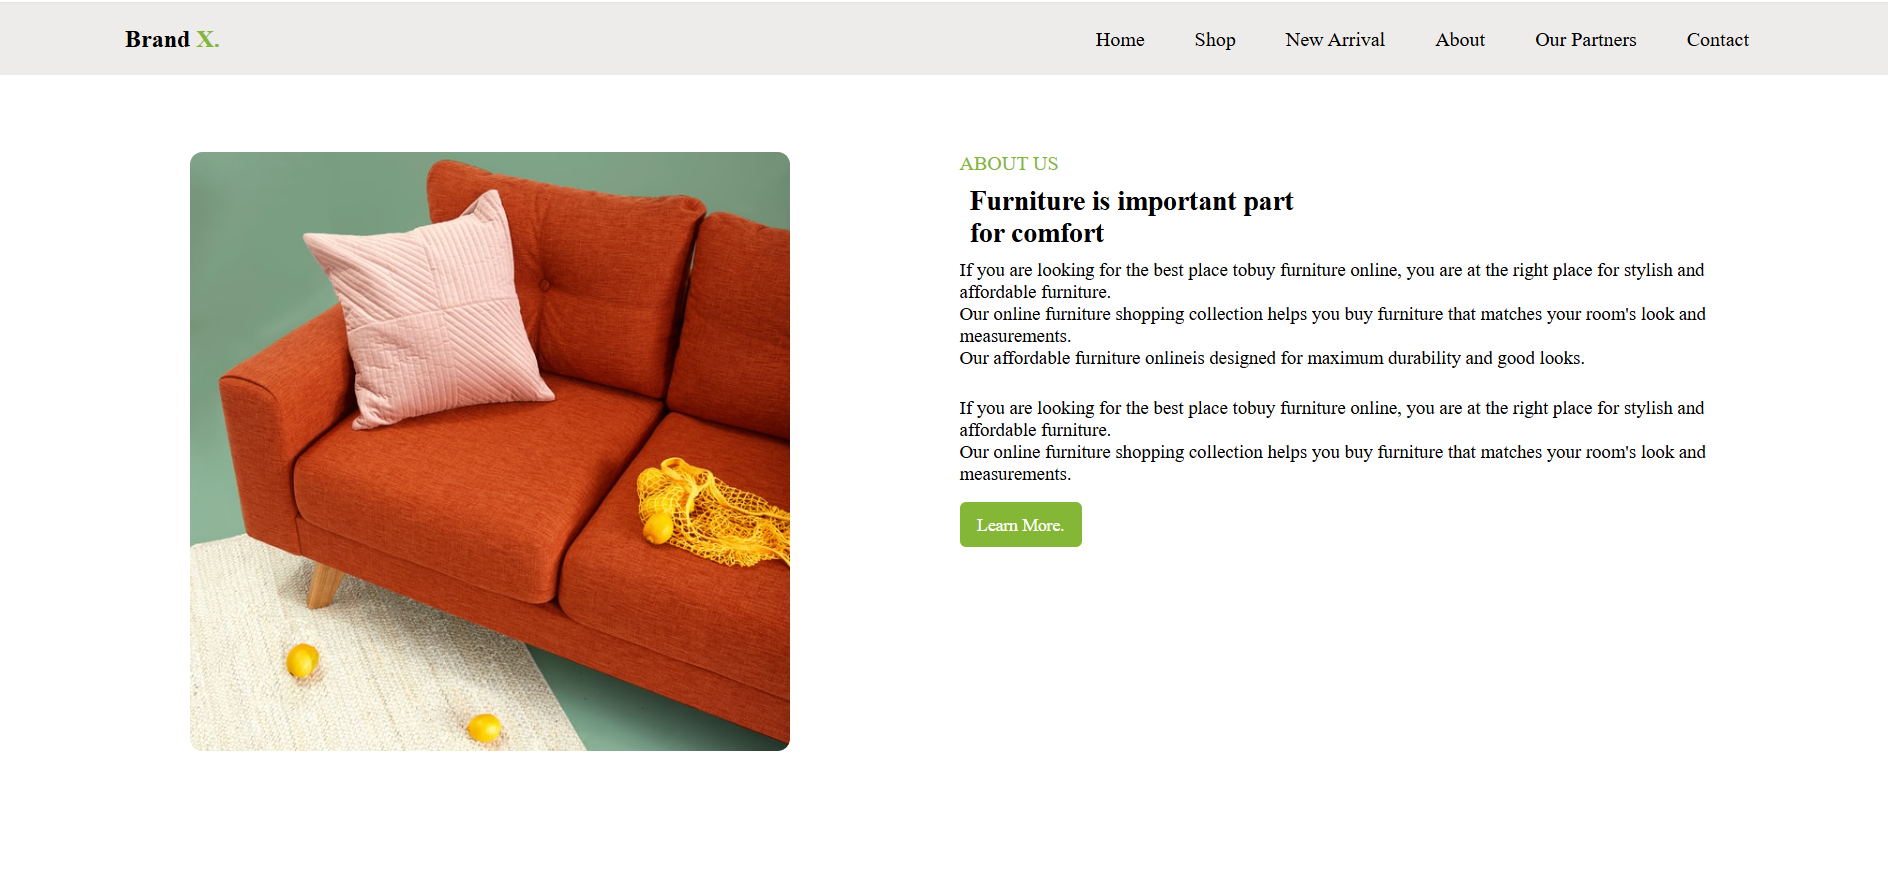 Brand X.
Home Shop New Arrival About Our Partners Contact
ABOUT US
Furniture is important part
for comfort
If you are looking for the best place tobuy furniture online, you are at the right place for stylish and
affordable furniture.
Our online furniture shopping collection helps you buy furniture that matches your room's look and
measurements.
Our affordable furniture onlineis designed for maximum durability and good looks.
If you are looking for the best place tobuy furniture online, you are at the right place for stylish and
affordable furniture.
Our online furniture shopping collection helps you buy furniture that matches your room's look and
measurements.
Learn More.